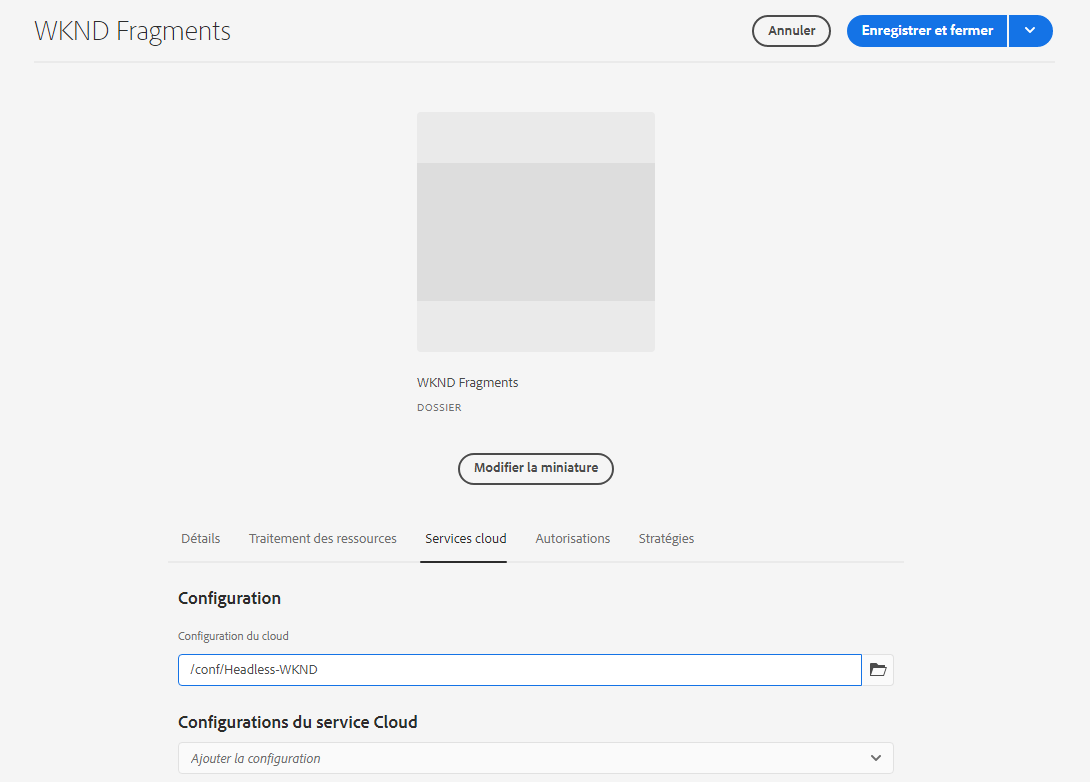 WKND Fragments
Annuler
Enregistrer et fermer
WKND Fragments
DOSSIER
Modifier la miniature
Détails
Traitement des ressources
Services cloud
Autorisations
Stratégies
Configuration
Configuration du cloud
/conf/Headless-WKND
Configurations du service Cloud
Ajouter la configuration